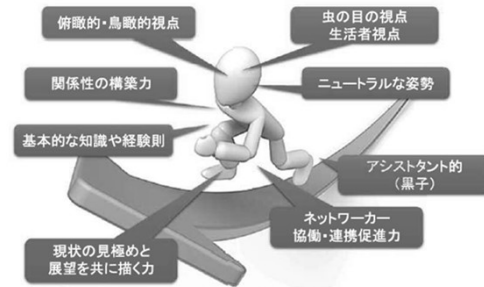 俯瞰的・鳥瞰的視点
虫の目の視点
生活者視点
関係性の構築力
ニュートラルな姿勢
基本的な知識や経験則
アシストタント的
(黒子)
ネットワーカー
協働・連携促進力
現状の見極めと
展望を共に描く力